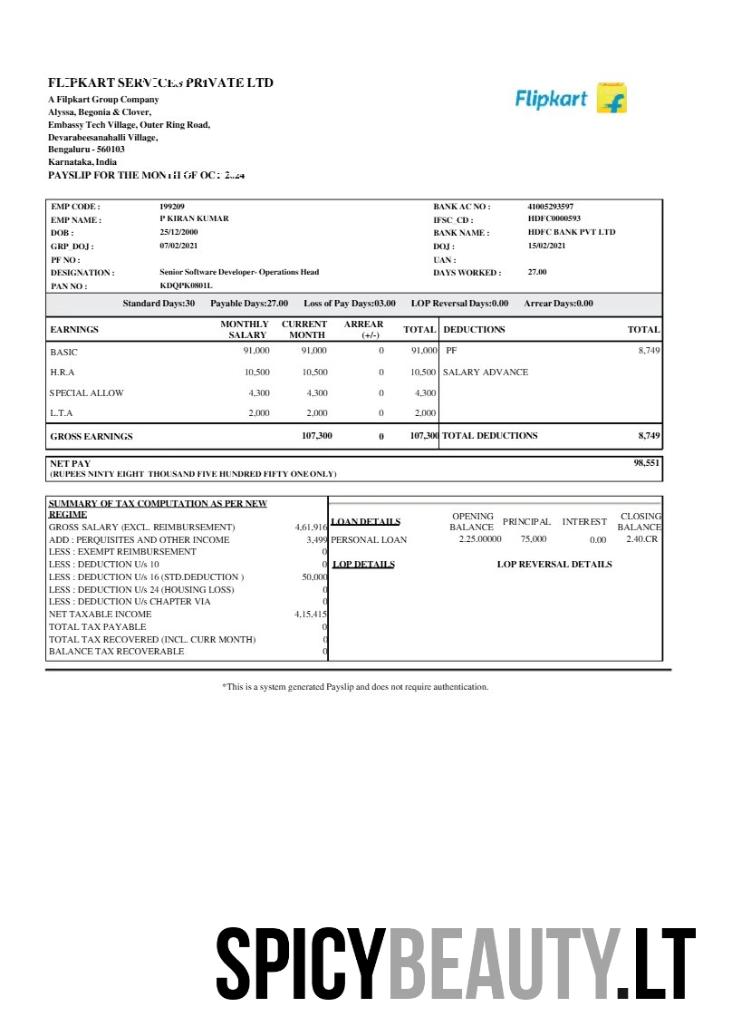 FLIPKART SERVICES PRIVATE LTD
Flipkart
A Filpkart Group Company
Alyssa, Begonia & Clover,
Embassy Tech Village, Outer Ring Road,
Devarabeesanahalli Village,
Bengaluru - 560103
Karnataka, India
PAYSLIP FOR THE MONTH OF OCT 2024
EMP CODE : 199209 BANK AC NO : 41005293597
EMP NAME : P KIRAN KUMAR IFSC_CD : HDFC0000593
DOB : 25/12/2000 BANK NAME : HDFC BANK PVT LTD
GRP_DOJ : 07/02/2021 DOJ : 15/02/2021
PF NO : UAN :
DESIGNATION : Senior Software Developer- Operations Head DAYS WORKED : 27.00
PAN NO : KDQPK0801L
Standard Days:30 Payable Days:27.00 Loss of Pay Days:03.00 LOP Reversal Days:0.00 Arrear Days:0.00
EARNINGS MONTHLY SALARY CURRENT MONTH ARREAR (+/-) TOTAL DEDUCTIONS TOTAL
BASIC 91,000 91,000 0 91,000 PF 8,749
H.R.A 10,500 10,500 0 10,500 SALARY ADVANCE
SPECIAL ALLOW 4,300 4,300 0 4,300
L.T.A 2,000 2,000 0 2,000
GROSS EARNINGS 107,300 0 107,300 TOTAL DEDUCTIONS 8,749
NET PAY 98,551
(RUPEES NINTY EIGHT THOUSAND FIVE HUNDRED FIFTY ONE ONLY)
SUMMARY OF TAX COMPUTATION AS PER NEW
REGIME
GROSS SALARY (EXCL. REIMBURSEMENT) 4,61,916
ADD : PERQUISITES AND OTHER INCOME 3,499
LESS : EXEMPT REIMBURSEMENT 0
LESS : DEDUCTION U/s 10 0
LESS : DEDUCTION U/s 16 (STD.DEDUCTION ) 50,000
LESS : DEDUCTION U/s 24 (HOUSING LOSS) 0
LESS : DEDUCTION U/s CHAPTER VIA 0
NET TAXABLE INCOME 4,15,415
TOTAL TAX PAYABLE 0
TOTAL TAX RECOVERED (INCL. CURR MONTH) 0
BALANCE TAX RECOVERABLE 0
LOAN DETAILS OPENING BALANCE PRINCIPAL INTEREST CLOSING BALANCE
PERSONAL LOAN 2.25.00000 75,000 0.00 2.40.CR
LOP DETAILS LOP REVERSAL DETAILS
*This is a system generated Payslip and does not require authentication.
SPICYBEAUTY.LT